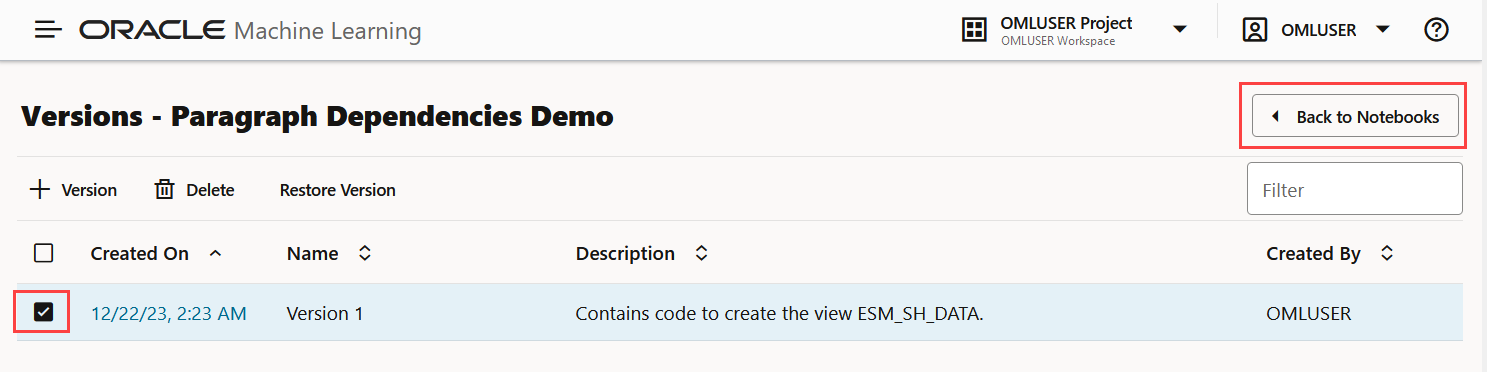 ORACLE Machine Learning
OMLUSER Project
OMLUSER Workspace
OMLUSER
Versions - Paragraph Dependencies Demo
Back to Notebooks
Version Delete Restore Version Filter
Created On Name Description Created By
12/22/23, 2:23 AM Version 1 Contains code to create the view ESM_SH_DATA. OMLUSER